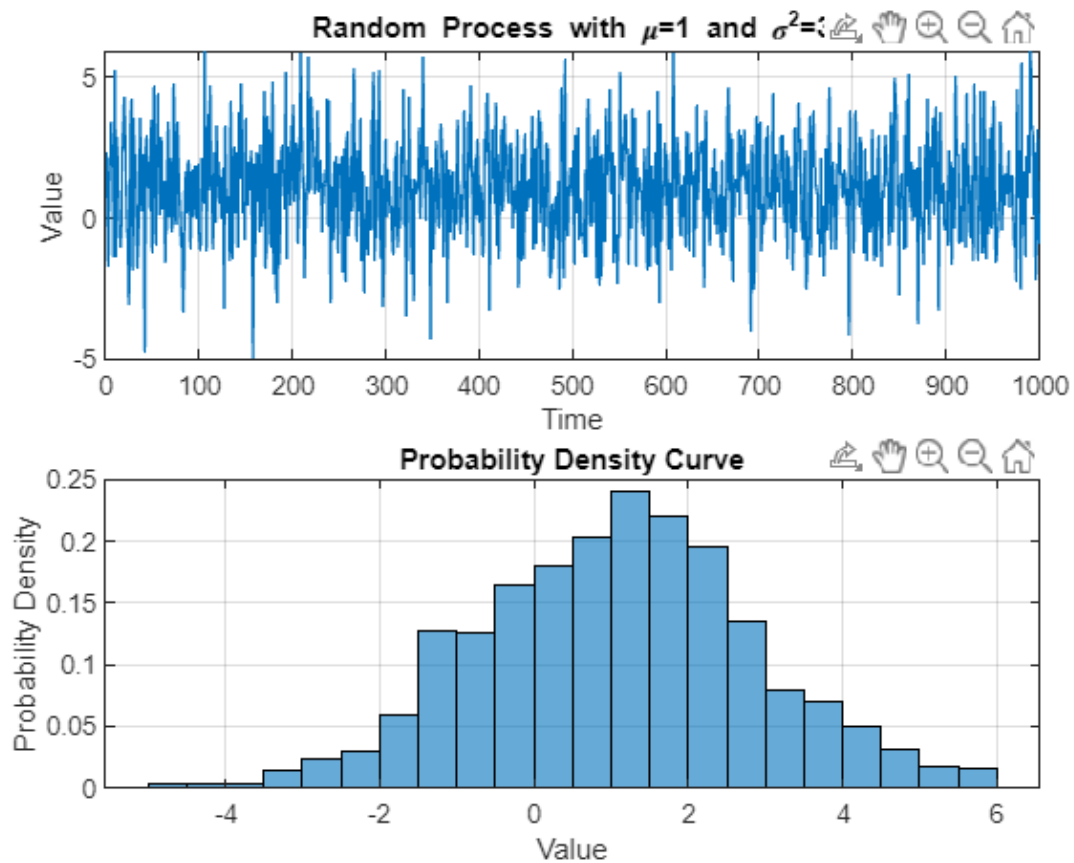 Random Process with μ=1 and σ²=
5
0
-5
Value
0 100 200 300 400 500 600 700 800 900 1000
Time
Probability Density Curve
0.25
0.2
0.15
0.1
0.05
0
Probability Density
-4 -2 0 2 4 6
Value